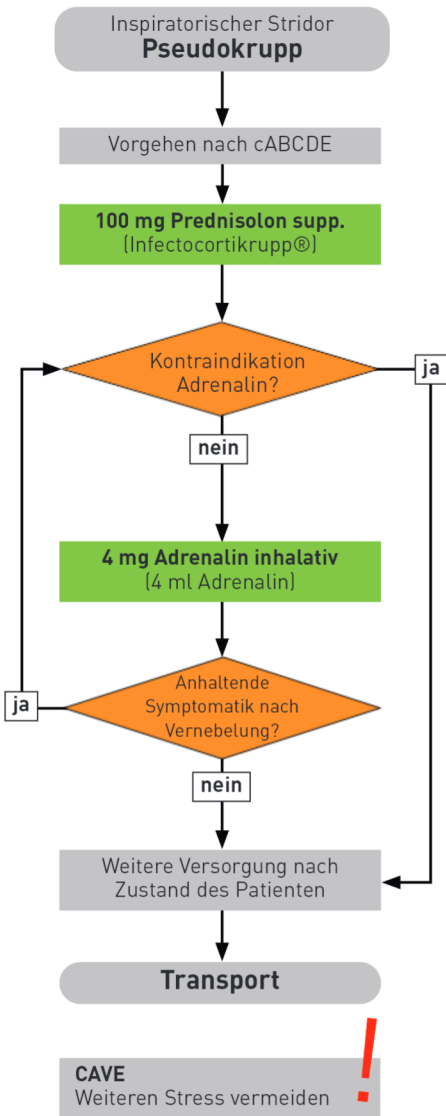 Inspiratorischer Stridor
Pseudokrupp
Vorgehen nach cABCDE
100 mg Prednisolon supp.
(Infectocortikrupp®)
Kontraindikation
Adrenalin?
ja
nein
4 mg Adrenalin inhalativ
(4 ml Adrenalin)
Anhaltende
Symptomatik nach
Vernebelung?
ja
nein
Weitere Versorgung nach
Zustand des Patienten
Transport
CAVE
Weiteren Stress vermeiden
!